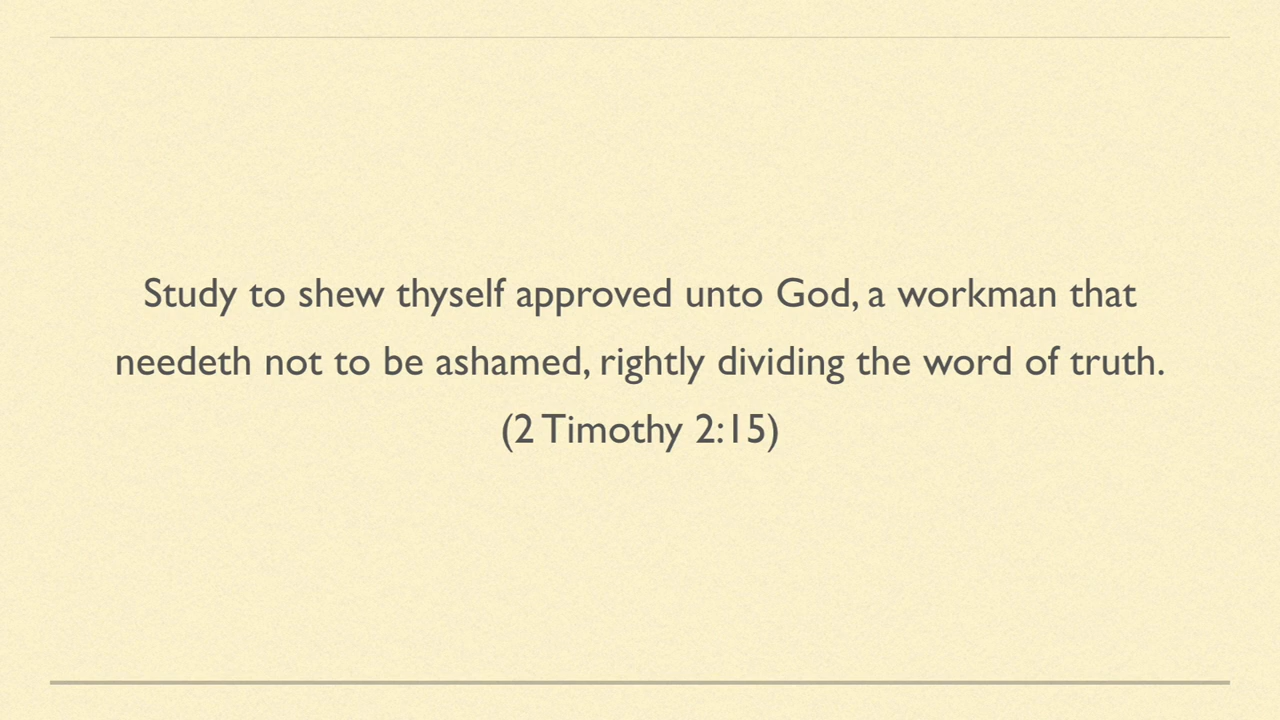 Study to shew thyself approved unto God, a workman that
needeth not to be ashamed, rightly dividing the word of truth.
(2 Timothy 2:15)